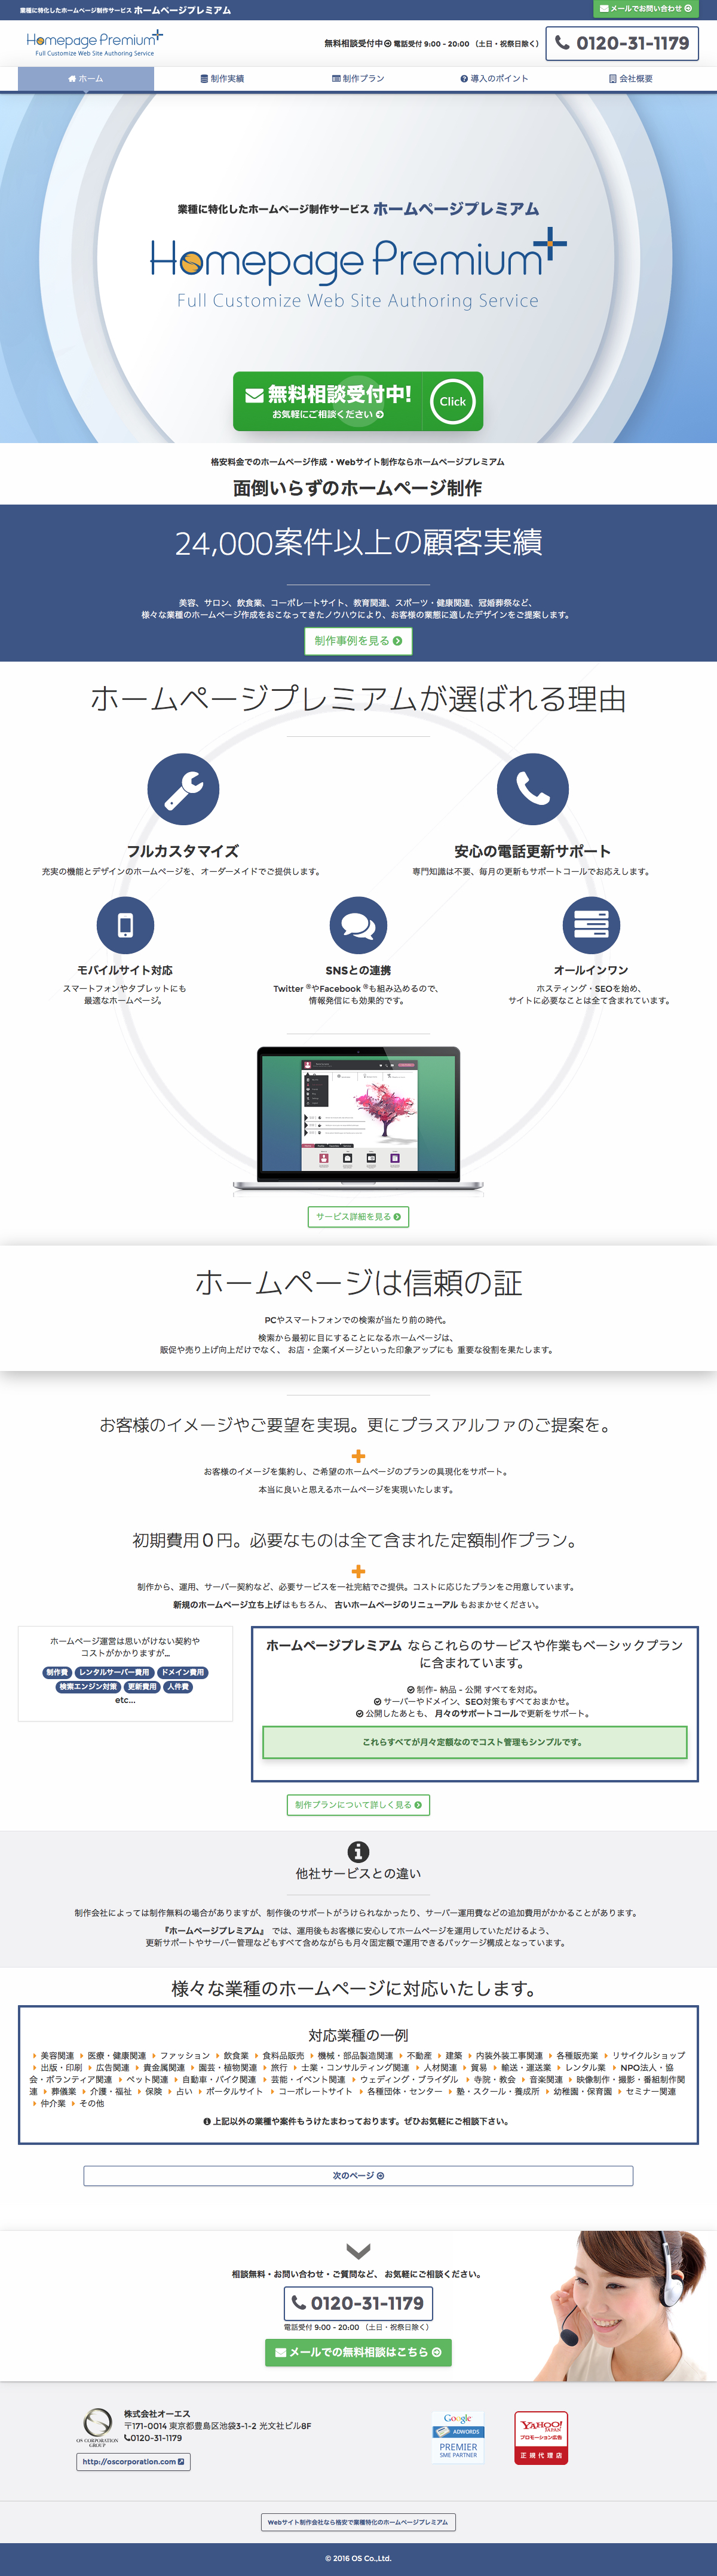 業種に特化したホームページ制作サービス ホームページプレミアム
メールでお問い合わせ
Homepage Premium
Full Customize Web Site Authoring Service
無料相談受付中 電話受付 9:00 - 20:00 （土日・祝祭日除く）
0120-31-1179
ホーム
制作実績
制作プラン
導入のポイント
会社概要
業種に特化したホームページ制作サービス ホームページプレミアム
Homepage Premium
Full Customize Web Site Authoring Service
無料相談受付中!
お気軽にご相談ください
Click
格安料金でのホームページ作成・Webサイト制作ならホームページプレミアム
面倒いらずのホームページ制作
24,000案件以上の顧客実績
美容、サロン、飲食業、コーポレートサイト、教育関連、スポーツ・健康関連、冠婚葬祭など、
様々な業種のホームページ作成をおこなってきたノウハウにより、お客様の業態に適したデザインをご提案します。
制作事例を見る
ホームページプレミアムが選ばれる理由
フルカスタマイズ
充実の機能とデザインのホームページを、オーダーメイドでご提供します。
安心の電話更新サポート
専門知識は不要、毎月の更新もサポートコールでお応えします。
モバイルサイト対応
スマートフォンやタブレットにも
最適なホームページ。
SNSとの連携
Twitter ®やFacebook ®も組み込めるので、
情報発信にも効果的です。
オールインワン
ホスティング・SEOを始め、
サイトに必要なことは全て含まれています。
サービス詳細を見る
ホームページは信頼の証
PCやスマートフォンでの検索が当たり前の時代。
検索から最初に目にすることになるホームページは、
販促や売り上げ向上だけでなく、 お店・企業イメージといった印象アップにも 重要な役割を果たします。
お客様のイメージやご要望を実現。更にプラスアルファのご提案を。
お客様のイメージを集約し、ご希望のホームページのプランの具現化をサポート。
本当に良いと思えるホームページを実現いたします。
初期費用０円。必要なものは全て含まれた定額制作プラン。
制作から、運用、サーバー契約など、必要サービスを一社完結でご提供。コストに応じたプランをご用意しています。
新規のホームページ立ち上げはもちろん、 古いホームページのリニューアル もおまかせください。
ホームページ運営は思いがけない契約や
コストがかかりますが...
制作費 レンタルサーバー費用 ドメイン費用
検索エンジン対策 更新費用 人件費
etc...
ホームページプレミアム ならこれらのサービスや作業もベーシックプラン
に含まれています。
制作- 納品 - 公開 すべてを対応。
サーバーやドメイン、SEO対策もすべておまかせ。
公開したあとも、 月々のサポートコールで更新をサポート。
これらすべてが月々定額なのでコスト管理もシンプルです。
制作プランについて詳しく見る
他社サービスとの違い
制作会社によっては制作無料の場合がありますが、制作後のサポートがうけられなかったり、サーバー運用費などの追加費用がかかることがあります。
『ホームページプレミアム』 では、運用後もお客様に安心してホームページを運用していただけるよう、
更新サポートやサーバー管理などもすべて含めながらも月々固定額で運用できるパッケージ構成となっています。
様々な業種のホームページに対応いたします。
対応業種の一例
美容関連 医療・健康関連 ファッション 飲食業 食料品販売 機械・部品製造関連 不動産 建築 内装外装工事関連 各種販売業 リサイクルショップ
出版・印刷 広告関連 貴金属関連 園芸・植物関連 旅行 士業・コンサルティング関連 人材関連 貿易 輸送・運送業 レンタル業 NPO法人・協
会・ボランティア関連 ペット関連 自動車・バイク関連 芸能・イベント関連 ウェディング・ブライダル 寺院・教会 音楽関連 映像制作・撮影・番組制作関
連 葬儀業 介護・福祉 保険 占い ポータルサイト コーポレートサイト 各種団体・センター 塾・スクール・養成所 幼稚園・保育園 セミナー関連
仲介業 その他
上記以外の業種や案件もうけたまわっております。ぜひお気軽にご相談下さい。
次のページ
相談無料・お問い合わせ・ご質問など、 お気軽にご相談ください。
0120-31-1179
電話受付 9:00 - 20:00 （土日・祝祭日除く）
メールでの無料相談はこちら
OS CORPORATION
GROUP
株式会社オーエス
〒171-0014 東京都豊島区池袋3-1-2 光文社ビル8F
0120-31-1179
http://oscorporation.com
Google
ADWORDS
PREMIER
SME PARTNER
YAHOO!
JAPAN
プロモーション広告
正規代理店
Webサイト制作会社なら格安で業種特化のホームページプレミアム
© 2016 OS Co.,Ltd.